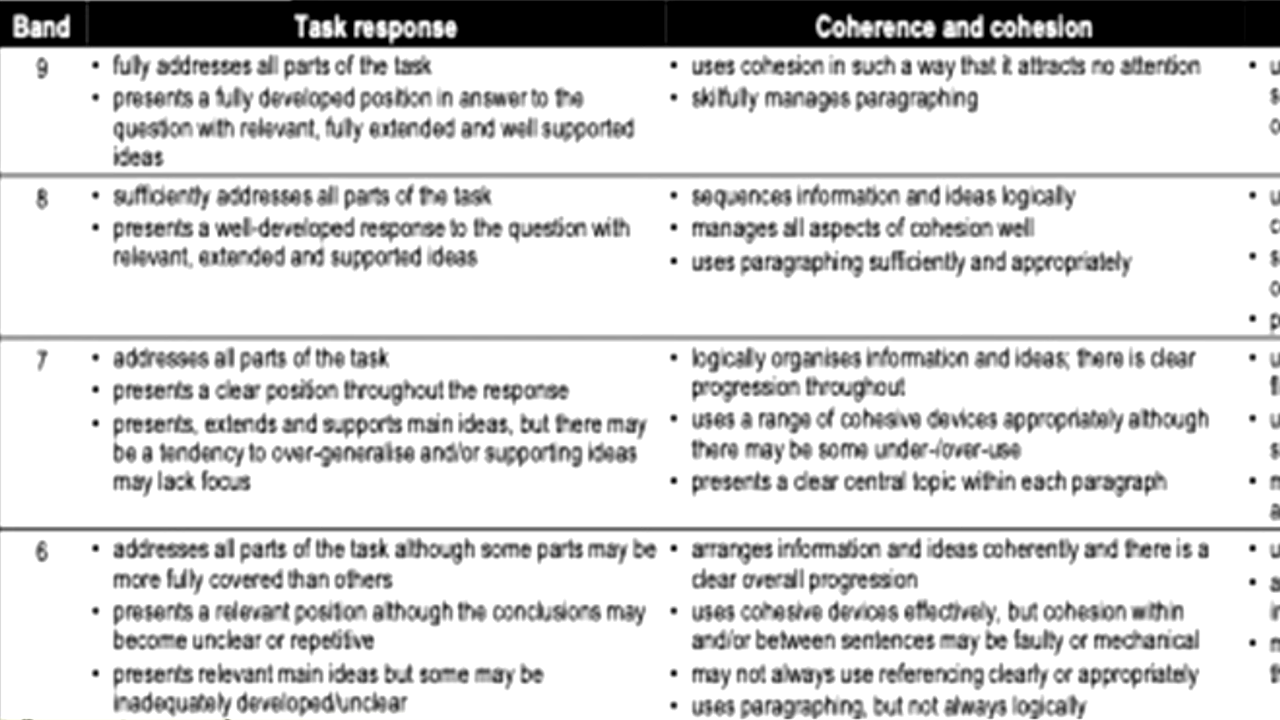 Band Task response Coherence and cohesion
9
• fully addresses all parts of the task
• presents a fully developed position in answer to the
question with relevant, fully extended and well supported
ideas
• uses cohesion in such a way that it attracts no attention
• skilfully manages paragraphing
8
• sufficiently addresses all parts of the task
• presents a well-developed response to the question with
relevant, extended and supported ideas
• sequences information and ideas logically
• manages all aspects of cohesion well
• uses paragraphing sufficiently and appropriately
7
• addresses all parts of the task
• presents a clear position throughout the response
• presents, extends and supports main ideas, but there may
be a tendency to over-generalise and/or supporting ideas
may lack focus
• logically organises information and ideas; there is clear
progression throughout
• uses a range of cohesive devices appropriately although
there may be some under-/over-use
• presents a clear central topic within each paragraph
6
• addresses all parts of the task although some parts may be
more fully covered than others
• presents a relevant position although the conclusions may
become unclear or repetitive
• presents relevant main ideas but some may be
inadequately developed/unclear
• arranges information and ideas coherently and there is a
clear overall progression
• uses cohesive devices effectively, but cohesion within
and/or between sentences may be faulty or mechanical
• may not always use referencing clearly or appropriately
• uses paragraphing, but not always logically